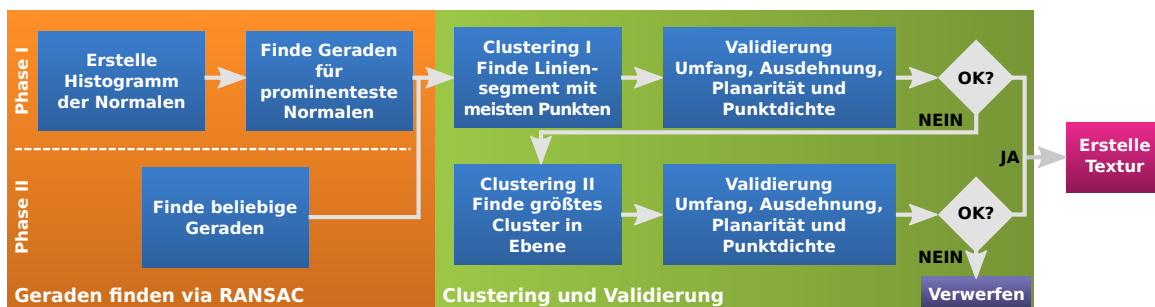 Phase I
Erstelle
Histogramm
der Normalen
Finde Geraden
für
prominenteste
Normalen
Clustering I
Finde Linien-
segment mit
meisten Punkten
Validierung
Umfang, Ausdehnung,
Planarität und
Punktdichte
OK?
NEIN
JA
Erstelle
Textur
Phase II
Finde beliebige
Geraden
Clustering II
Finde größtes
Cluster in
Ebene
Validierung
Umfang, Ausdehnung,
Planarität und
Punktdichte
OK?
NEIN
Verwerfen
Geraden finden via RANSAC
Clustering und Validierung